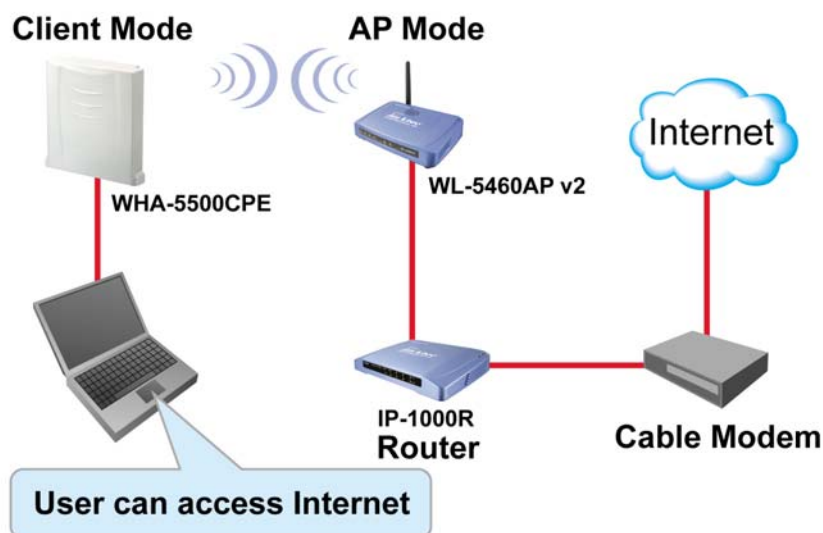 Client Mode
AP Mode
Internet
WHA-5500CPE
WL-5460AP v2
IP-1000R
Router
Cable Modem
User can access Internet